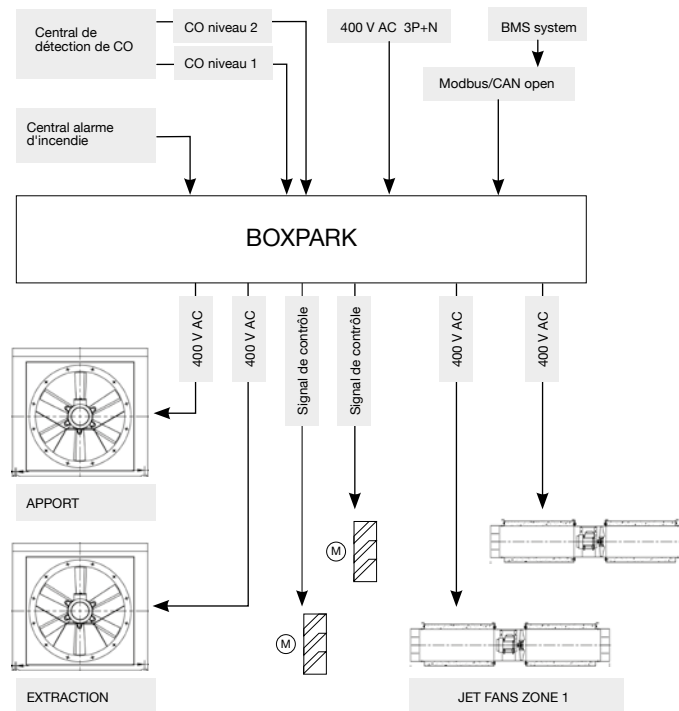 Central de
détection de CO
CO niveau 2
CO niveau 1
400 V AC 3P+N
BMS system
Modbus/CAN open
Central alarme
d'incendie
BOXPARK
400 V AC
400 V AC
Signal de contrôle
Signal de contrôle
400 V AC
400 V AC
APPORT
M
M
EXTRACTION
JET FANS ZONE 1